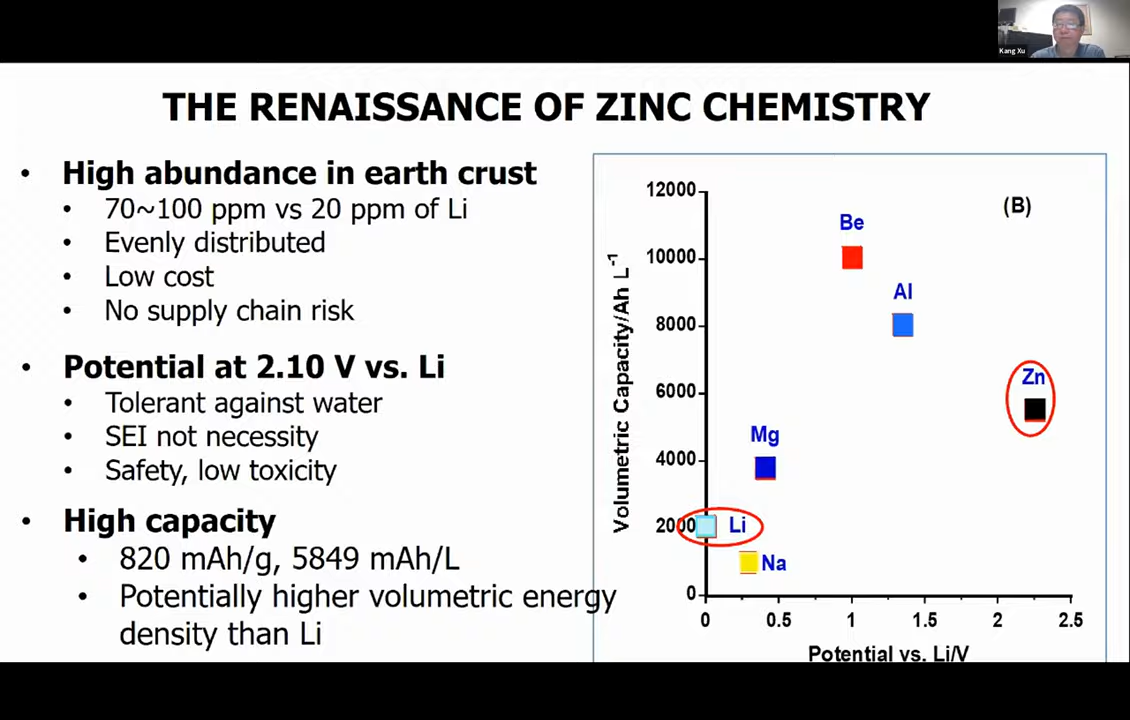 Kang Xu
THE RENAISSANCE OF ZINC CHEMISTRY
• High abundance in earth crust
• 70~100 ppm vs 20 ppm of Li
• Evenly distributed
• Low cost
• No supply chain risk
• Potential at 2.10 V vs. Li
• Tolerant against water
• SEI not necessity
• Safety, low toxicity
• High capacity
• 820 mAh/g, 5849 mAh/L
• Potentially higher volumetric energy
density than Li
(B)
Volumetric Capacity/Ah L⁻¹
12000
10000
8000
6000
4000
2000
0
Be
Al
Zn
Mg
Li
Na
0 0.5 1 1.5 2 2.5
Potential vs. Li/V